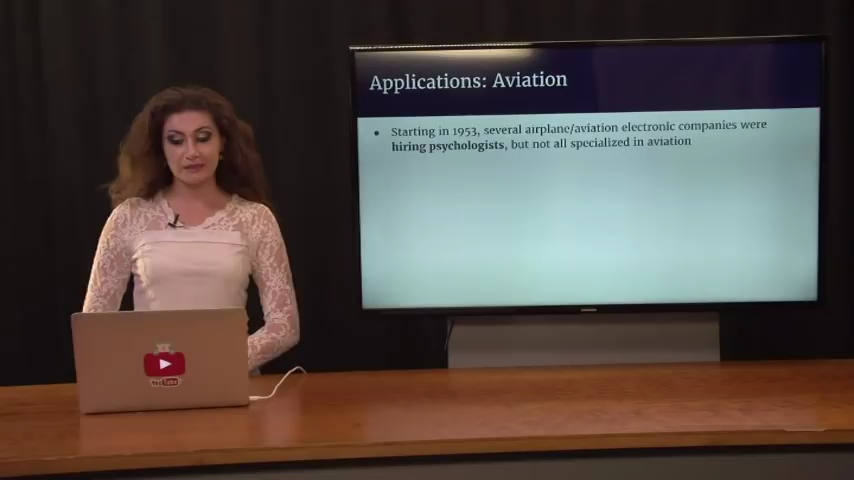 Applications: Aviation
• Starting in 1953, several airplane/aviation electronic companies were
hiring psychologists, but not all specialized in aviation
YouTube